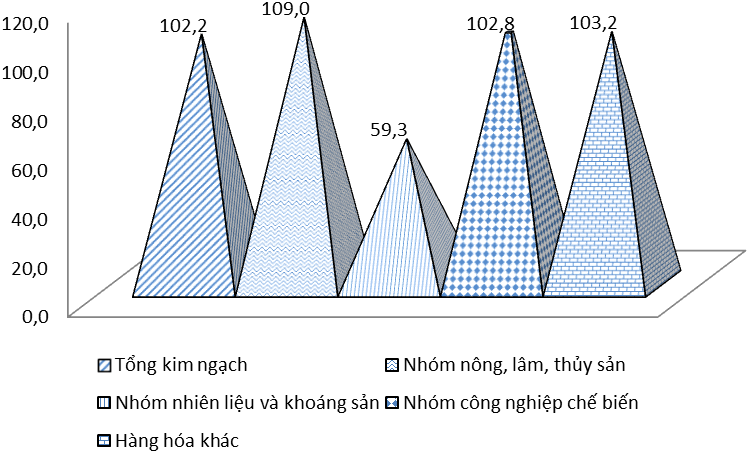 120,0
100,0
80,0
60,0
40,0
20,0
0,0
102,2
109,0
59,3
102,8
103,2
Tổng kim ngạch
Nhóm nông, lâm, thủy sản
Nhóm nhiên liệu và khoáng sản
Nhóm công nghiệp chế biến
Hàng hóa khác